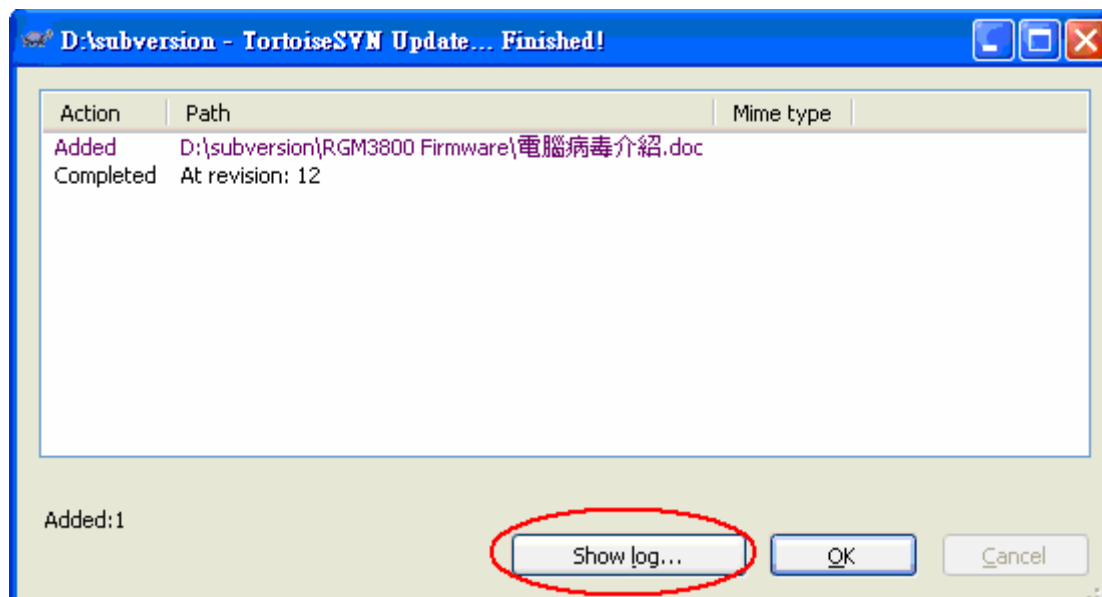 D:\subversion - TortoiseSVN Update... Finished!
Action Path Mime type
Added D:\subversion\RGM3800 Firmware\電腦病毒介紹.doc
Completed At revision: 12
Added:1
Show log... OK Cancel